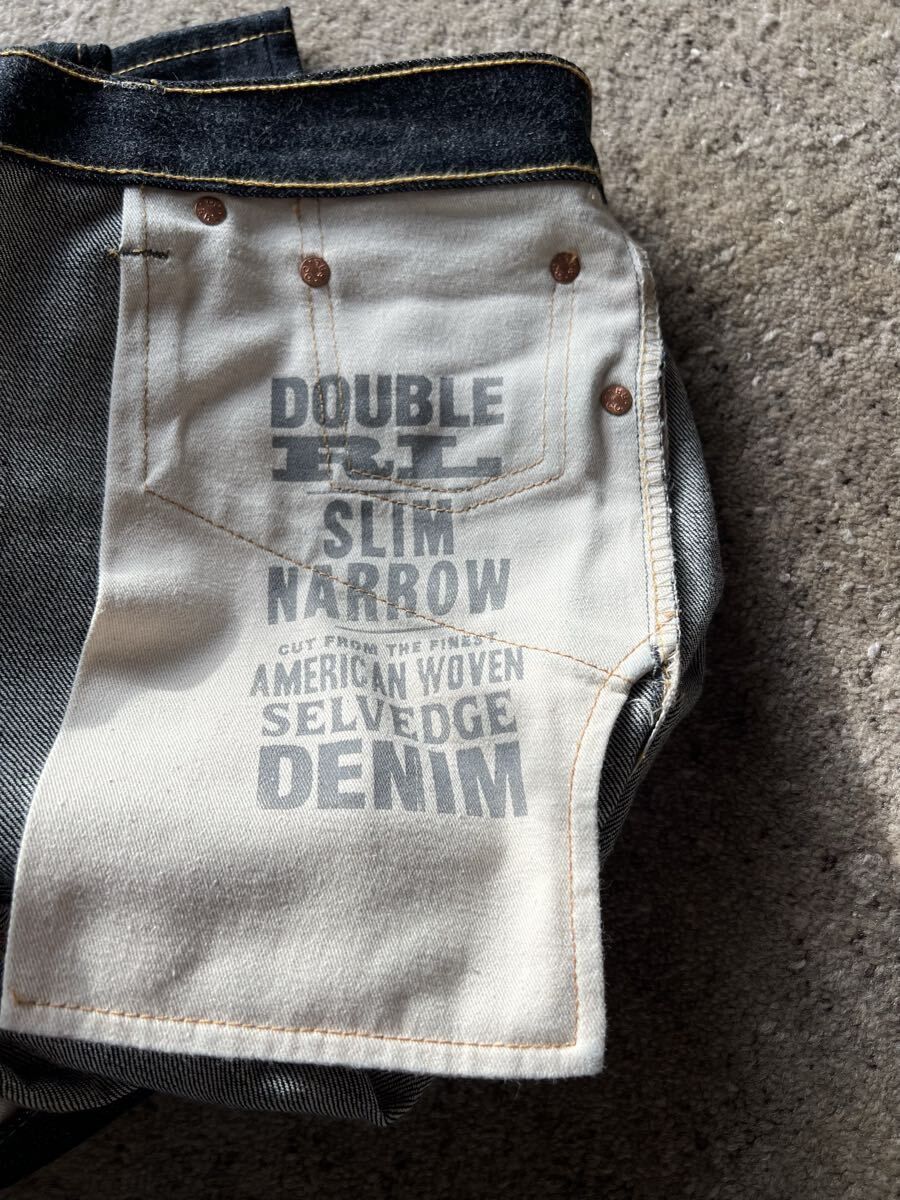 DOUBLE
RL
SLIM
NARROW
CUT FROM THE FINEST
AMERICAN WOVEN
SELVEDGE
DENIM